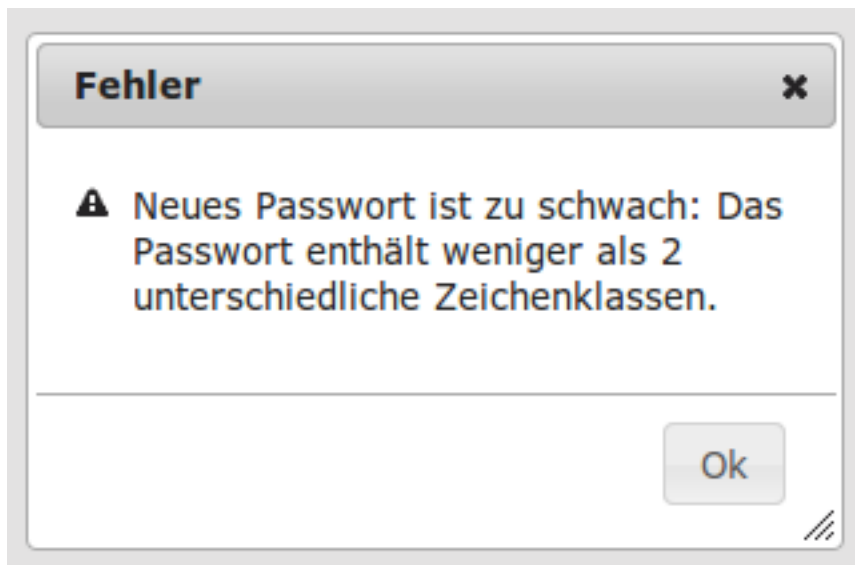 Fehler
Neues Passwort ist zu schwach: Das
Passwort enthält weniger als 2
unterschiedliche Zeichenklassen.
Ok